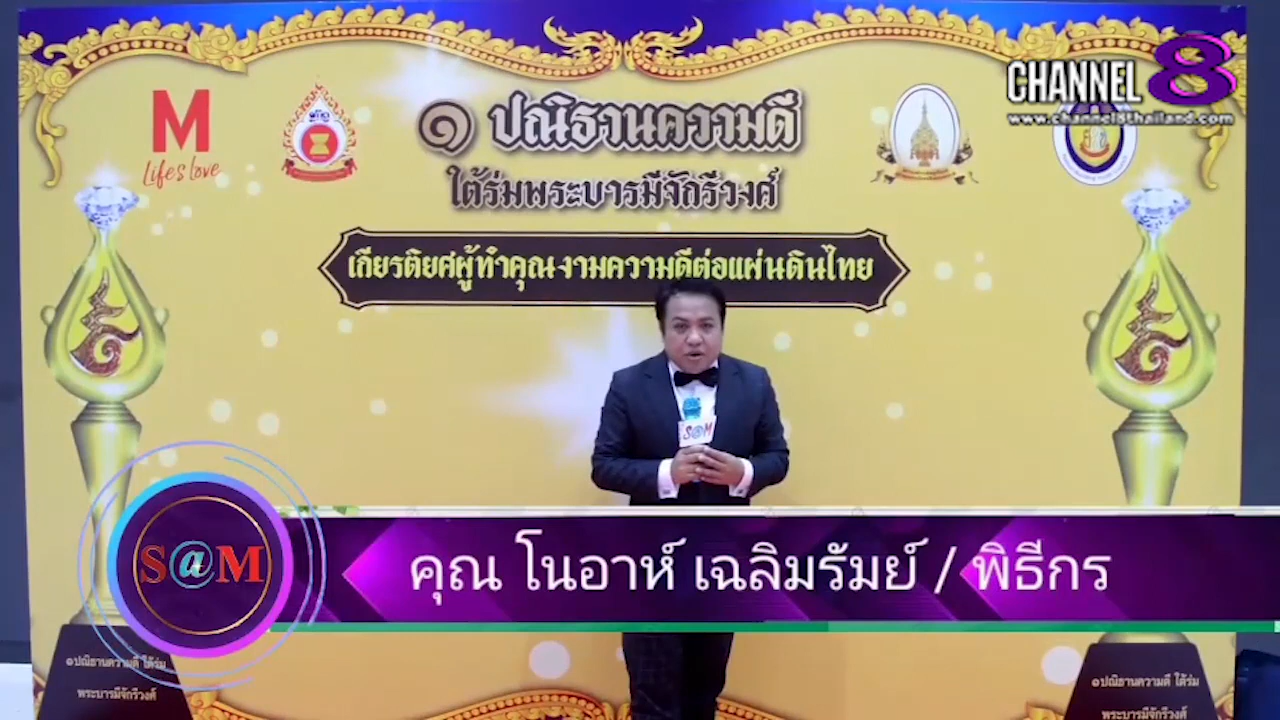 CHANNEL 8
www.channel8thailand.com
M
Lifes love
๑ ปณิธานความดี
ใต้ร่มพระบารมีจักรีวงศ์
เกียรติยศผู้ทำคุณงามความดีต่อแผ่นดินไทย
S@M
S@M
คุณ โนอาห์ เฉลิมรัมย์ / พิธีกร
๑ปณิธานความดี ใต้ร่ม
พระบารมีจักรีวงศ์
๑ปณิธานความดี ใต้ร่ม
พระบารมีจักรีวงศ์